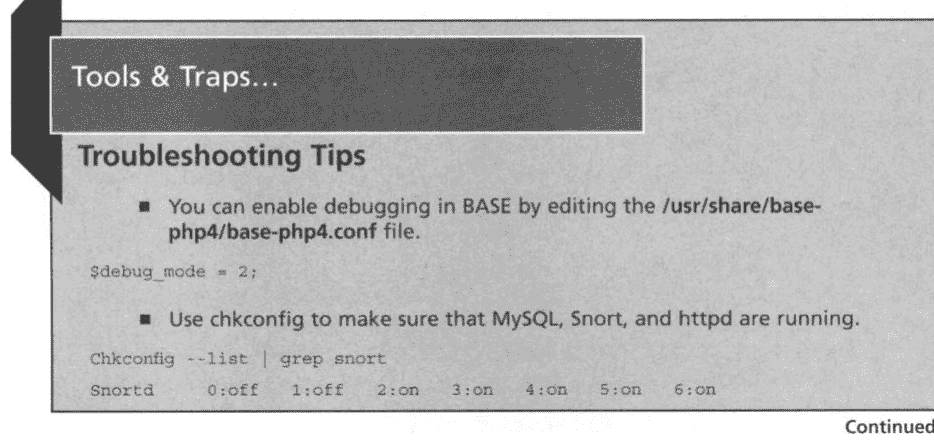 Tools & Traps...
Troubleshooting Tips
■ You can enable debugging in BASE by editing the /usr/share/base-
php4/base-php4.conf file.
$debug_mode = 2;
■ Use chkconfig to make sure that MySQL, Snort, and httpd are running.
Chkconfig --list | grep snort
Snortd 0:off 1:off 2:on 3:on 4:on 5:on 6:on
Continued